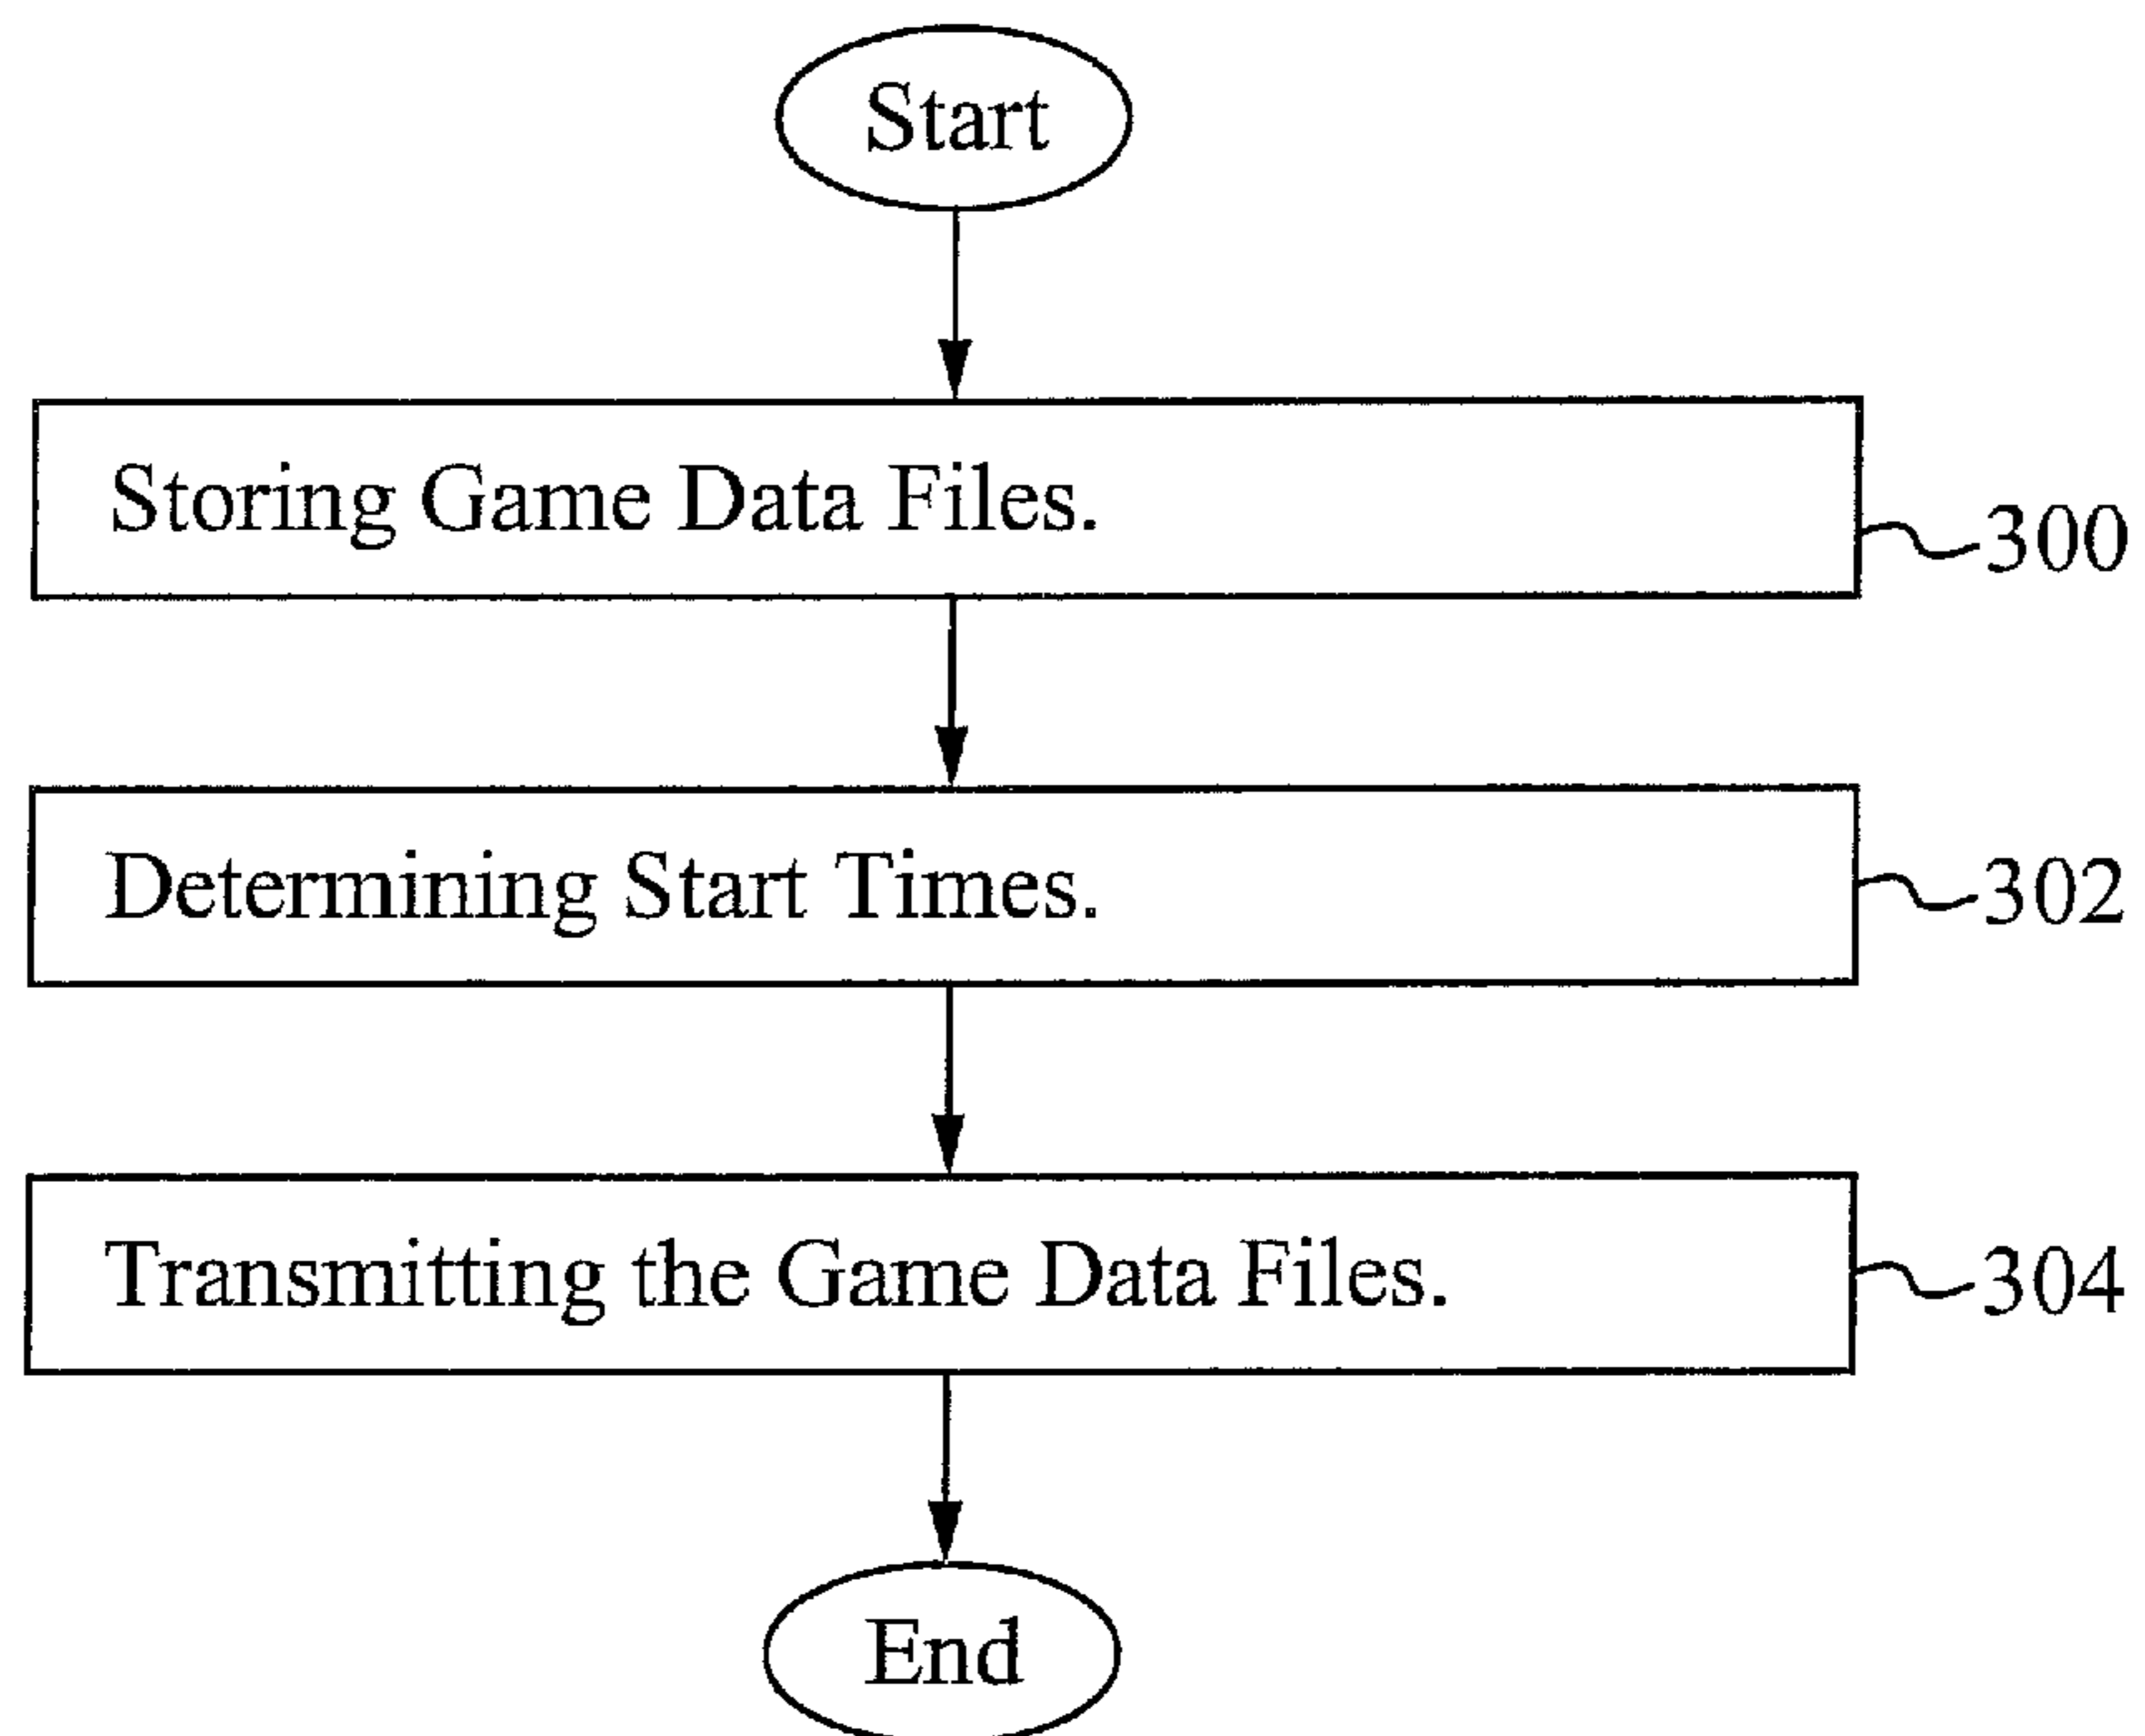 Start
Storing Game Data Files.
300
Determining Start Times.
302
Transmitting the Game Data Files.
304
End